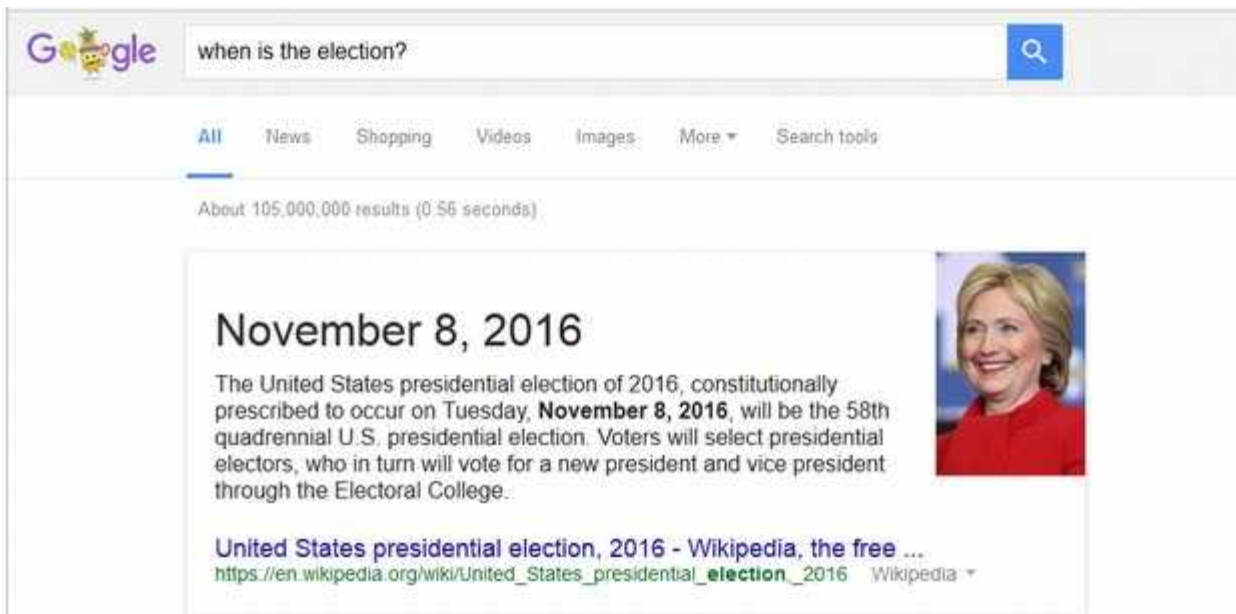 Google
when is the election?
All News Shopping Videos Images More Search tools
About 105,000,000 results (0.56 seconds)
November 8, 2016
The United States presidential election of 2016, constitutionally
prescribed to occur on Tuesday, November 8, 2016, will be the 58th
quadrennial U.S. presidential election. Voters will select presidential
electors, who in turn will vote for a new president and vice president
through the Electoral College.
United States presidential election, 2016 - Wikipedia, the free ...
https://en.wikipedia.org/wiki/United_States_presidential_election,_2016 Wikipedia